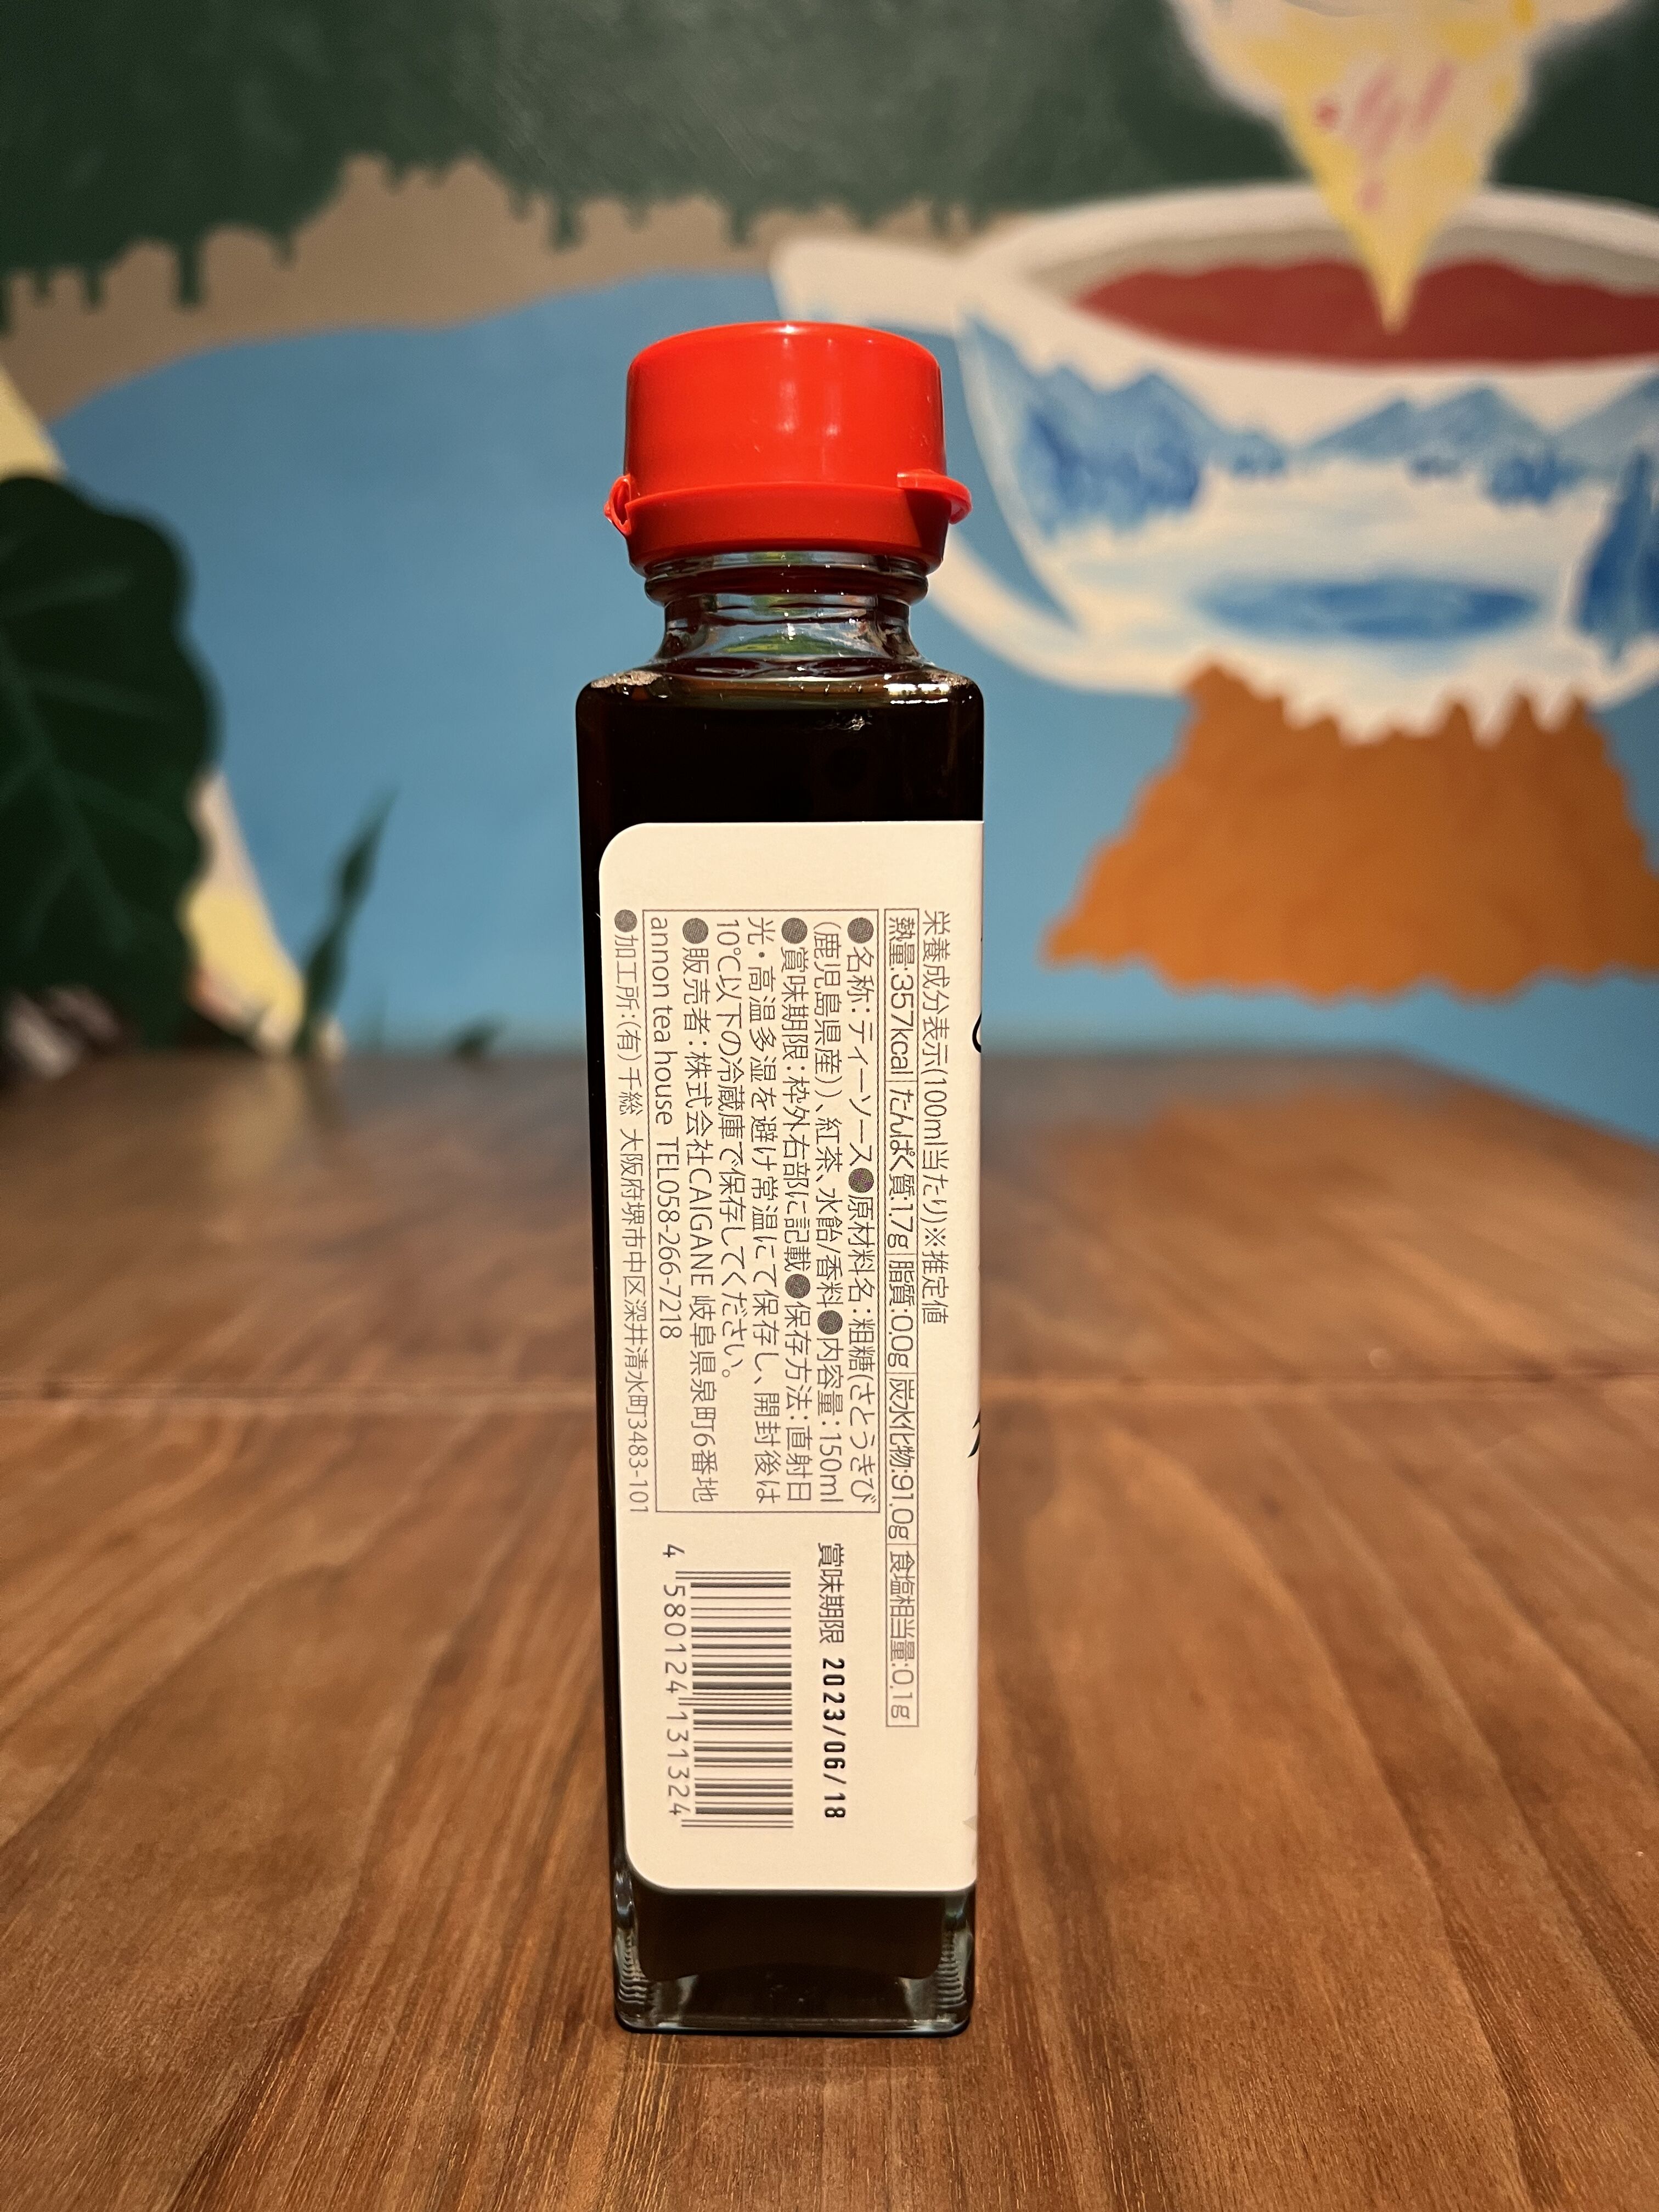 栄養成分表示(100ml当たり)※推定値
熱量:357kcal たんぱく質:1.7g 脂質:0.0g 炭水化物:91.0g 食塩相当量:0.1g
●名称:ティーソース●原材料名:粗糖(さとうきび
(鹿児島県産))、紅茶、水飴/香料●内容量:150ml
●賞味期限:枠外右部に記載●保存方法:直射日
光・高温多湿を避け常温にて保存し、開封後は
10℃以下の冷蔵庫で保存してください。
●販売者:株式会社CAIGANE 岐阜県泉町6番地
annon tea house TEL058-266-7218
●加工所:(有)千総 大阪府堺市中区深井清水町3483-101
賞味期限 2023/06/18
4 580124 131324